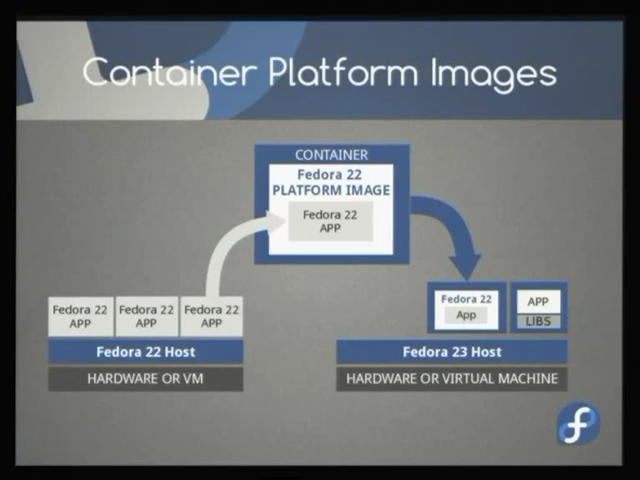 Container Platform Images
CONTAINER
Fedora 22
PLATFORM IMAGE
Fedora 22
APP
Fedora 22
APP
Fedora 22
APP
Fedora 22
APP
Fedora 22 Host
HARDWARE OR VM
Fedora 22
App
APP
LIBS
Fedora 23 Host
HARDWARE OR VIRTUAL MACHINE